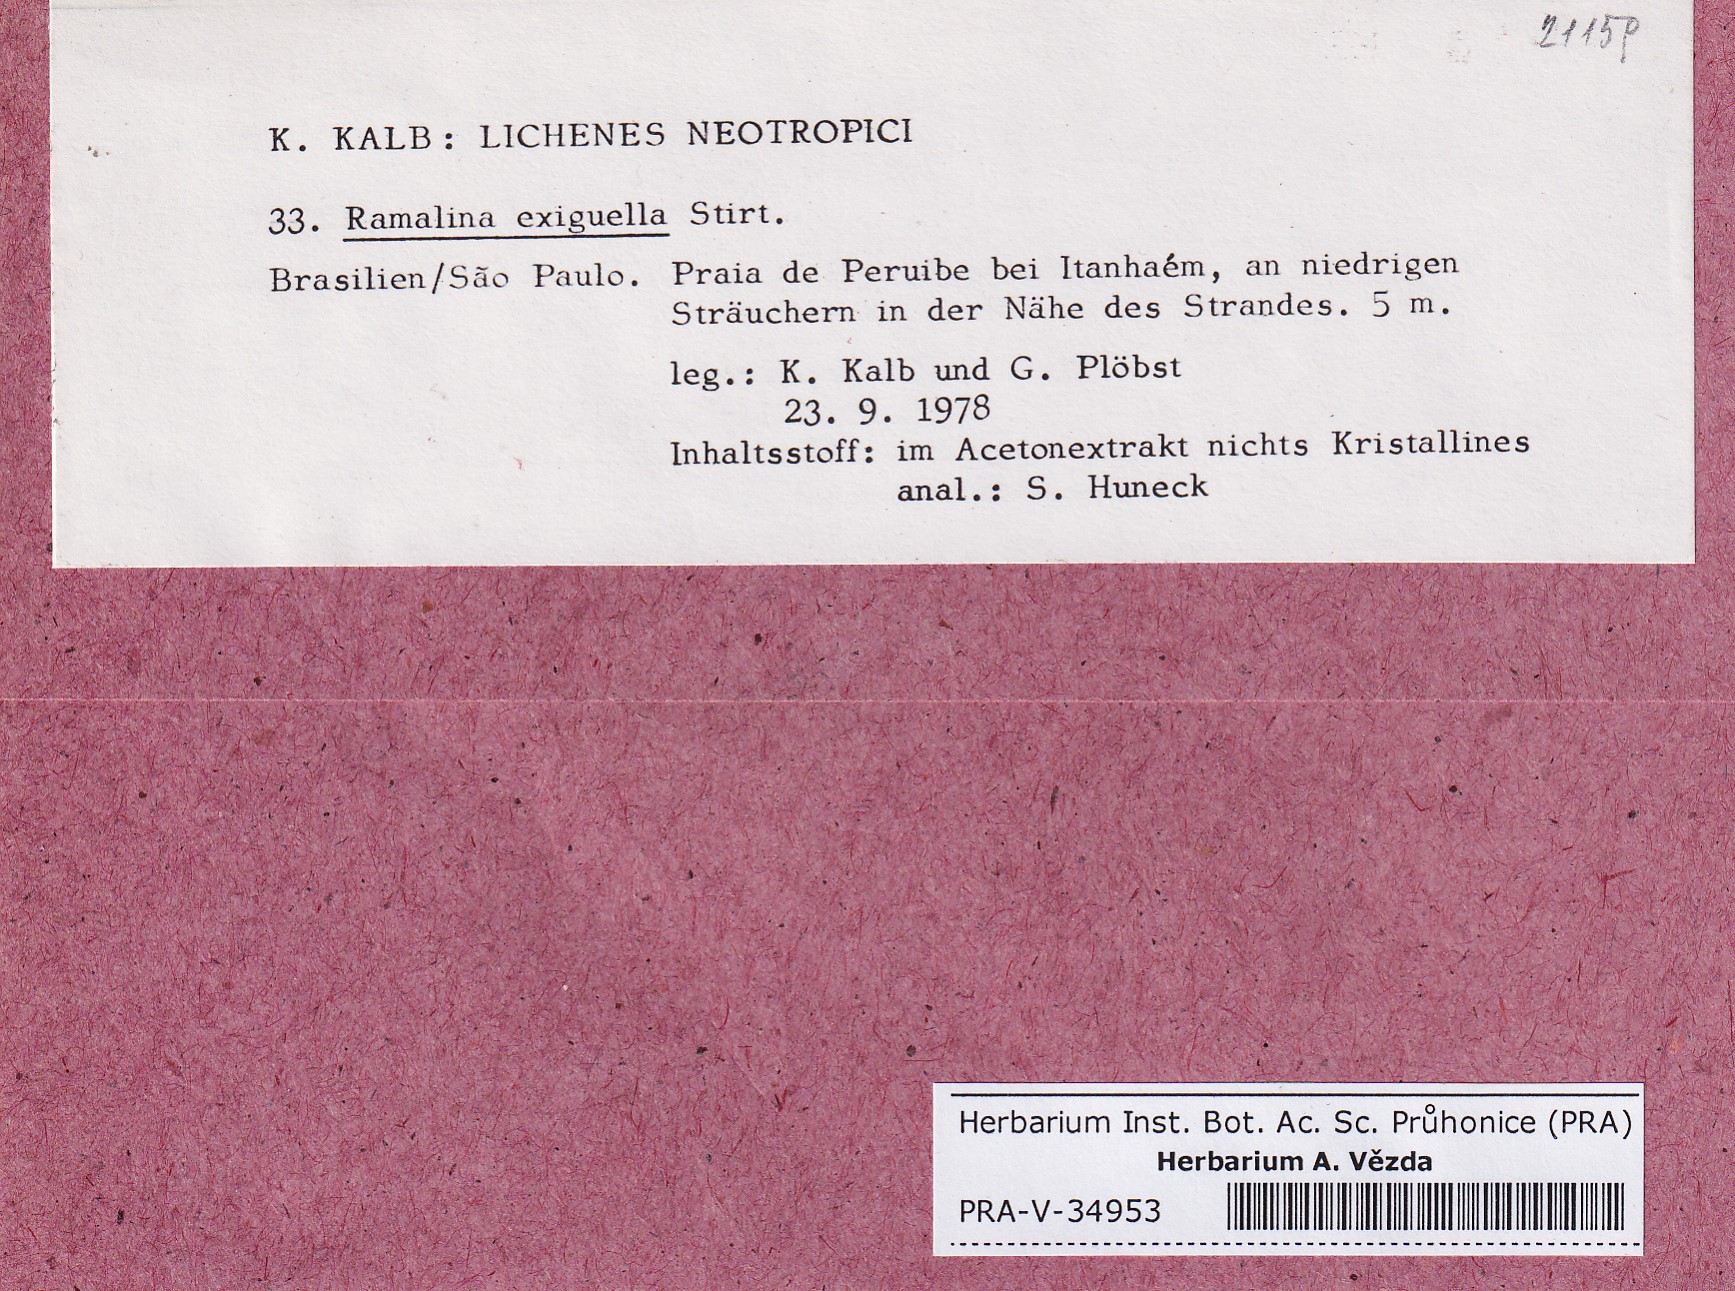 2115p
K. KALB: LICHENES NEOTROPICI
33. Ramalina exiguella Stirt.
Brasilien/São Paulo. Praia de Peruibe bei Itanhaém, an niedrigen
Sträuchern in der Nähe des Strandes. 5 m.
leg.: K. Kalb und G. Plöbst
23. 9. 1978
Inhaltsstoff: im Acetonextrakt nichts Kristallines
anal.: S. Huneck
Herbarium Inst. Bot. Ac. Sc. Průhonice (PRA)
Herbarium A. Vězda
PRA-V-34953